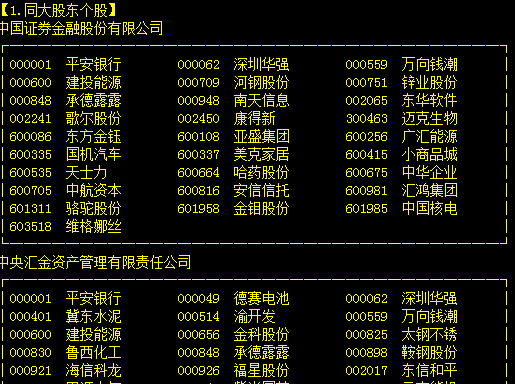 【1.同大股东个股】
中国证券金融股份有限公司
000001 平安银行 000062 深圳华强 000559 万向钱潮
000600 建投能源 000709 河钢股份 000751 锌业股份
000848 承德露露 000948 南天信息 002065 东华软件
002241 歌尔股份 002450 康得新 300463 迈克生物
600086 东方金钰 600108 亚盛集团 600256 广汇能源
600335 国机汽车 600337 美克家居 600415 小商品城
600535 天士力 600664 哈药股份 600675 中华企业
600705 中航资本 600816 安信信托 600981 汇鸿集团
601311 骆驼股份 601958 金钼股份 601985 中国核电
603518 维格娜丝
中央汇金资产管理有限责任公司
000001 平安银行 000049 德赛电池 000062 深圳华强
000401 冀东水泥 000514 渝开发 000559 万向钱潮
000600 建投能源 000656 金科股份 000825 太钢不锈
000830 鲁西化工 000848 承德露露 000898 鞍钢股份
000921 海信科龙 000926 福星股份 002017 东信和平